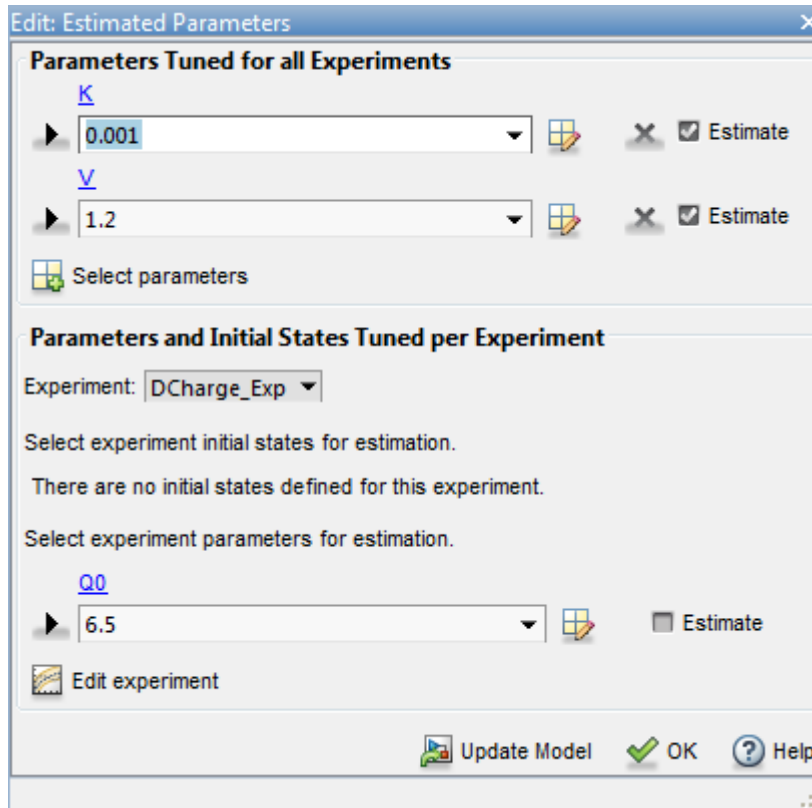 Edit: Estimated Parameters
Parameters Tuned for all Experiments
K
0.001 Estimate
V
1.2 Estimate
Select parameters
Parameters and Initial States Tuned per Experiment
Experiment: DCharge_Exp
Select experiment initial states for estimation.
There are no initial states defined for this experiment.
Select experiment parameters for estimation.
Q0
6.5 Estimate
Edit experiment
Update Model OK Help